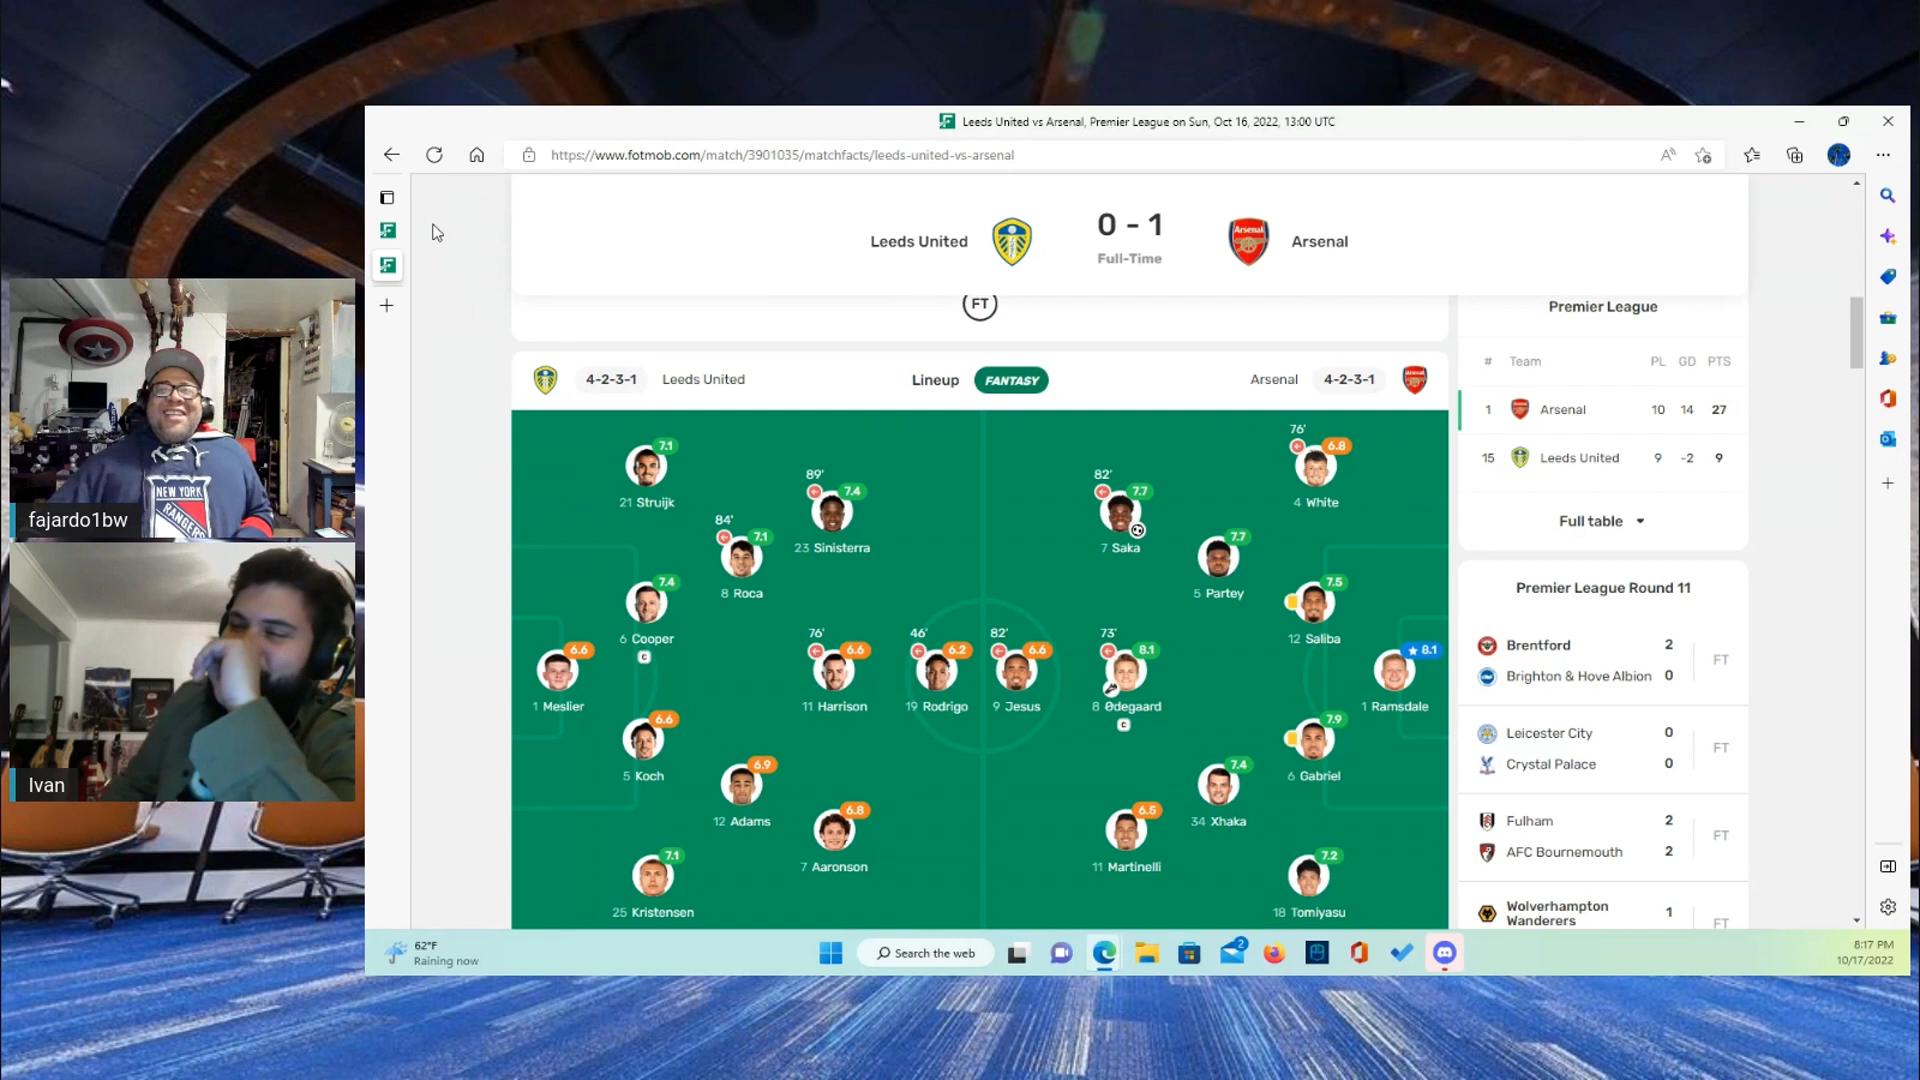 Leeds United vs Arsenal, Premier League on Sun, Oct 16, 2022, 13:00 UTC
https://www.fotmob.com/match/3901035/matchfacts/leeds-united-vs-arsenal
Leeds United
0 - 1
Full-Time
Arsenal
FT
4-2-3-1 Leeds United
Lineup FANTASY
Arsenal 4-2-3-1
7.1
21 Struijk
89'
7.4
23 Sinisterra
84'
7.1
8 Roca
7.4
6 Cooper
C
6.6
1 Meslier
76'
6.6
11 Harrison
46'
6.2
19 Rodrigo
6.6
5 Koch
6.9
12 Adams
6.8
7 Aaronson
7.1
25 Kristensen
76'
6.8
4 White
82'
7.7
7 Saka
7.7
5 Partey
7.5
12 Saliba
82'
6.6
9 Jesus
73'
8.1
8 Ødegaard
C
8.1
1 Ramsdale
7.9
6 Gabriel
7.4
34 Xhaka
6.5
11 Martinelli
7.2
18 Tomiyasu
Premier League
# Team PL GD PTS
1 Arsenal 10 14 27
15 Leeds United 9 -2 9
Full table
Premier League Round 11
Brentford 2
Brighton & Hove Albion 0
FT
Leicester City 0
Crystal Palace 0
FT
Fulham 2
AFC Bournemouth 2
FT
Wolverhampton
Wanderers 1
FT
62°F
Raining now
Search the web
2
8:17 PM
10/17/2022
NEW YORK
RANGERS
fajardo1bw
Ivan